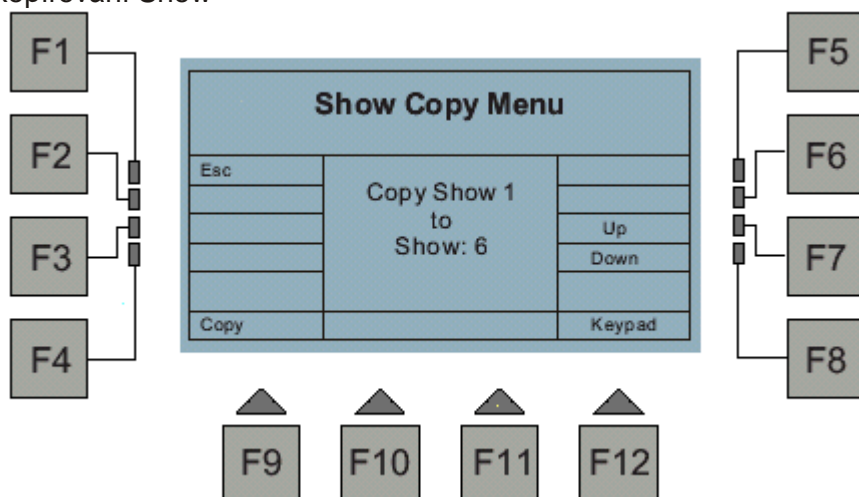 F1
F5
Show Copy Menu
F2
F6
Esc
Copy Show 1
to
Up
F3
Show: 6
F7
Down
Copy
Keypad
F4
F8
F9
F10
F11
F12